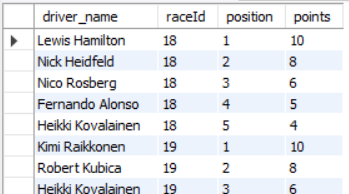 driver_name raceId position points
Lewis Hamilton 18 1 10
Nick Heidfeld 18 2 8
Nico Rosberg 18 3 6
Fernando Alonso 18 4 5
Heikki Kovalainen 18 5 4
Kimi Raikkonen 19 1 10
Robert Kubica 19 2 8
Heikki Kovalainen 19 3 6